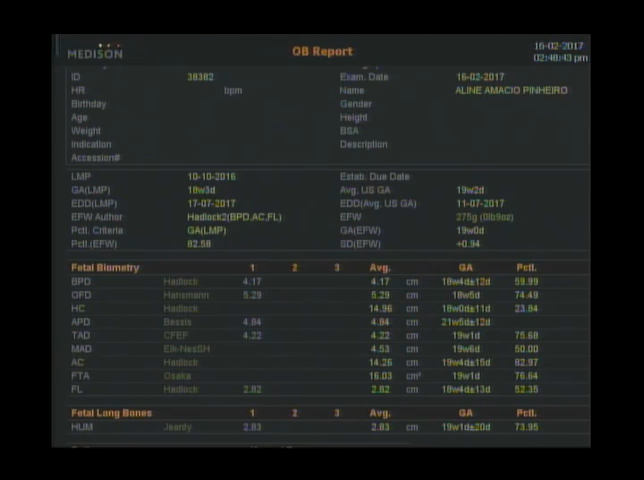 MEDISON OB Report 16-02-2017
02:48:43 pm
ID 38382 Exam. Date 16-02-2017
HR bpm Name ALINE AMACIO PINHEIRO
Birthday Gender
Age Height
Weight BSA
Indication Description
Accession#
LMP 10-10-2016 Estab. Due Date
GA(LMP) 18w3d Avg. US GA 19w2d
EDD(LMP) 17-07-2017 EDD(Avg. US GA) 11-07-2017
EFW Author Hadlock2(BPD,AC,FL) EFW 275g (0lb9oz)
Pctl. Criteria GA(LMP) GA(EFW) 19w0d
Pctl.(EFW) 82.58 SD(EFW) +0.94
Fetal Biometry 1 2 3 Avg. GA Pctl.
BPD Hadlock 4.17 4.17 cm 18w4d±12d 59.99
OFD Hansmann 5.29 5.29 cm 18w5d 74.49
HC Hadlock 14.96 cm 18w0d±11d 23.84
APD Bessis 4.84 4.84 cm 21w5d±12d
TAD CFEF 4.22 4.22 cm 19w1d 75.68
MAD Eik-NesSH 4.53 cm 19w6d 50.00
AC Hadlock 14.26 cm 19w4d±15d 82.97
FTA Osaka 16.03 cm² 19w1d 76.64
FL Hadlock 2.82 2.82 cm 18w4d±13d 52.35
Fetal Long Bones 1 2 3 Avg. GA Pctl.
HUM Jeanty 2.83 2.83 cm 19w1d±20d 73.95